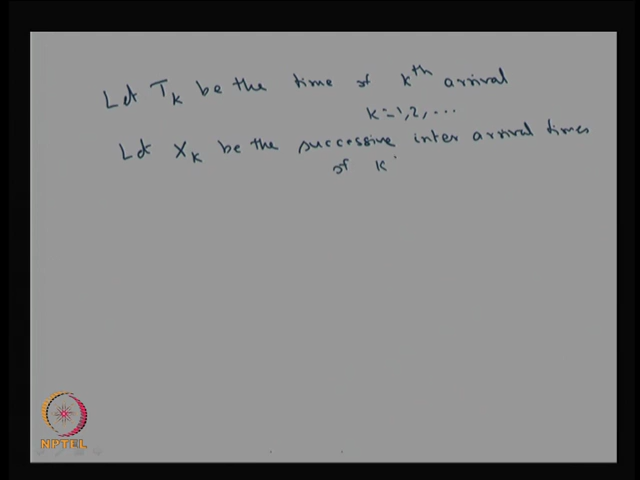 Let T_k be the time of k^th arrival
k=1,2,...
Let X_k be the successive inter arrival times
of k
NPTEL